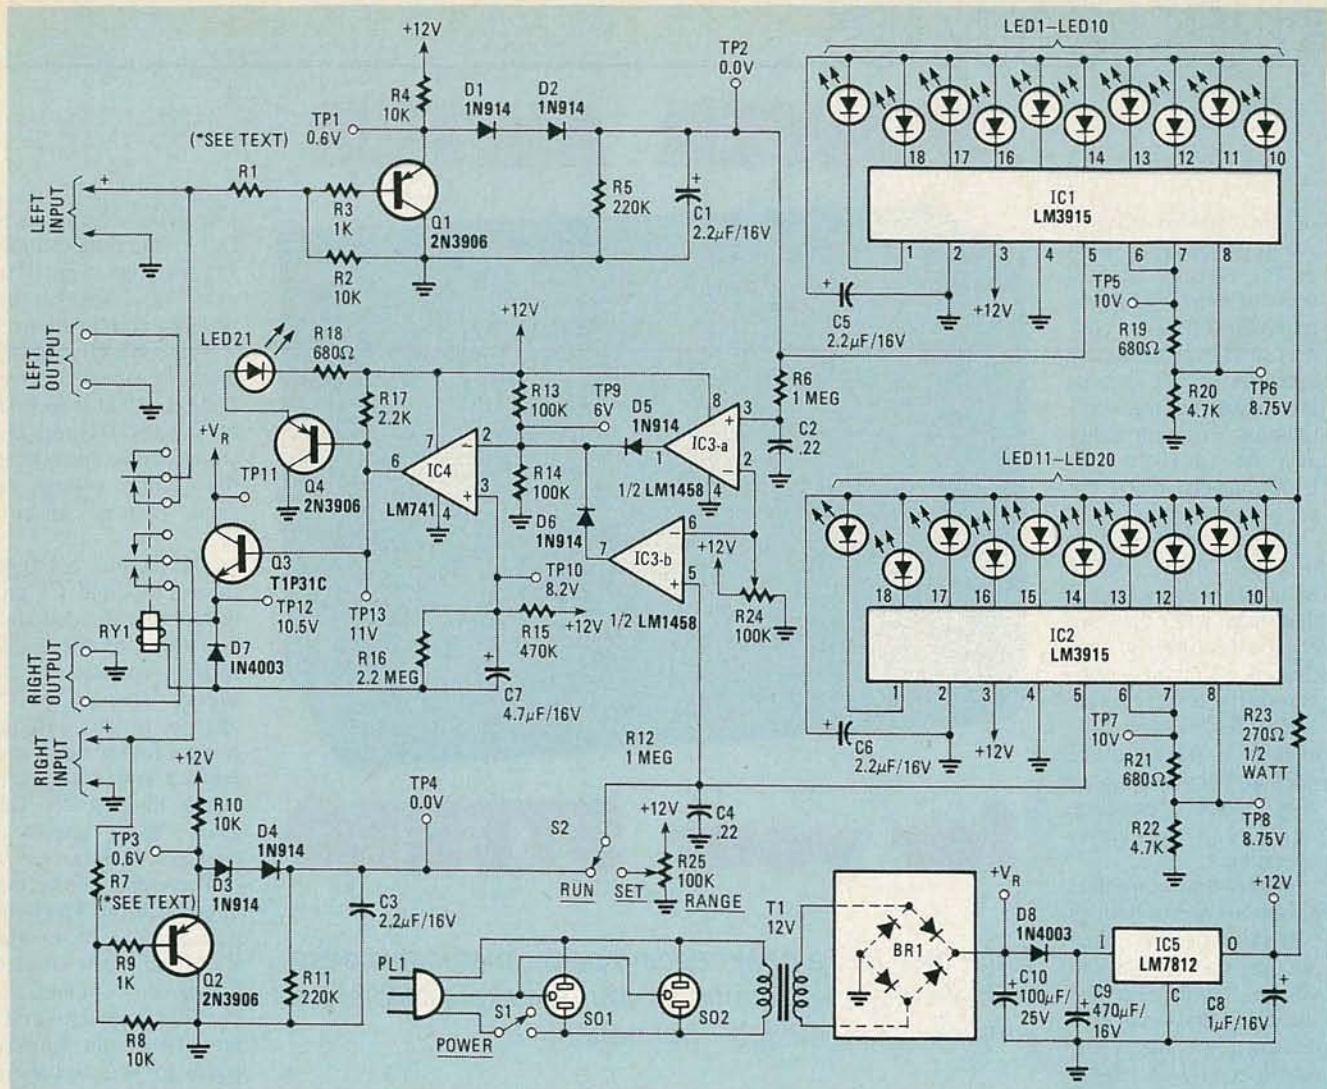 LED1–LED10
+12V
TP2
0.0V
R4
10K
D1
1N914
D2
1N914
TP1
0.6V
(*SEE TEXT)
R1
LEFT
INPUT
+
R3
1K
R2
10K
Q1
2N3906
R5
220K
+
C1
2.2μF/16V
18
17
16
14
13
12
11
10
IC1
LM3915
1
2
3
4
5
6
7
8
+
C5
2.2μF/16V
+12V
TP5
10V
R19
680Ω
R20
4.7K
TP6
8.75V
LEFT
OUTPUT
LED21
R18
680Ω
+12V
R17
2.2K
R13
100K
TP9
6V
D5
1N914
R6
1 MEG
C2
.22
8
3
+
IC3-a
1
−
2
4
1/2 LM1458
7
2
−
6
IC4
+
3
4
LM741
R14
100K
D6
1N914
+VR
TP11
Q4
2N3906
Q3
T1P31C
TP12
10.5V
TP13
11V
RY1
D7
IN4003
R16
2.2 MEG
R15
470K
+12V
TP10
8.2V
7
6
−
IC3-b
5
+
1/2 LM1458
+12V
R24
100K
+
C7
4.7μF/16V
LED11–LED20
18
17
16
15
14
13
12
11
10
IC2
LM3915
1
2
3
4
5
6
7
8
+
C6
2.2μF/16V
+12V
TP7
10V
R21
680Ω
R22
4.7K
TP8
8.75V
R23
270Ω
1/2
WATT
RIGHT
OUTPUT
RIGHT
INPUT
+
+12V
R10
10K
TP3
0.6V
D4
1N914
D3
1N914
R7
(*SEE TEXT)
R9
1K
Q2
2N3906
R8
10K
R11
220K
+
C3
2.2μF/16V
TP4
0.0V
R12
1 MEG
C4
.22
S2
RUN
SET
+12V
R25
100K
RANGE
PL1
S1
POWER
SO1
SO2
T1
12V
BR1
+VR
D8
1N4003
+
C10
100μF/
25V
+
C9
470μF/
16V
I
IC5
LM7812
O
C
+12V
+
C8
1μF/16V